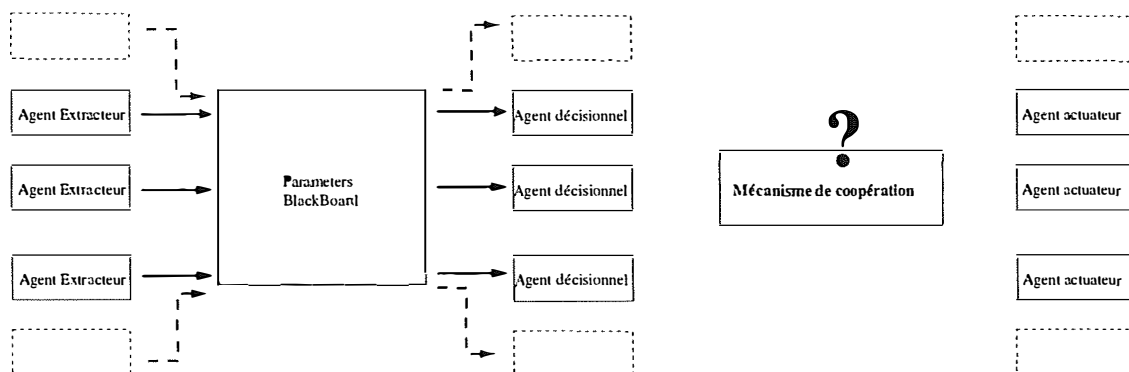 Agent Extracteur
Agent Extracteur
Agent Extracteur
Parameters
BlackBoard
Agent décisionnel
Agent décisionnel
Agent décisionnel
?
Mécanisme de coopération
Agent actuateur
Agent actuateur
Agent actuateur